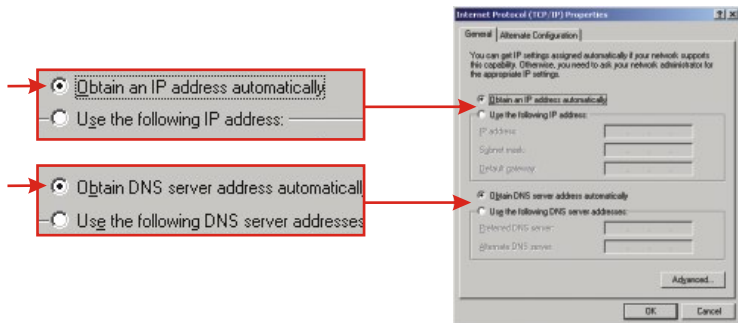 Obtain an IP address automatically
Use the following IP address:
Obtain DNS server address automaticall
Use the following DNS server addresses
Internet Protocol (TCP/IP) Properties
General
Alternate Configuration
You can get IP settings assigned automatically if your network supports
this capability. Otherwise, you need to ask your network administrator for
the appropriate IP settings.
Obtain an IP address automatically
Use the following IP address:
IP address:
Subnet mask:
Default gateway:
Obtain DNS server address automatically
Use the following DNS server addresses:
Preferred DNS server:
Alternate DNS server:
Advanced...
OK
Cancel